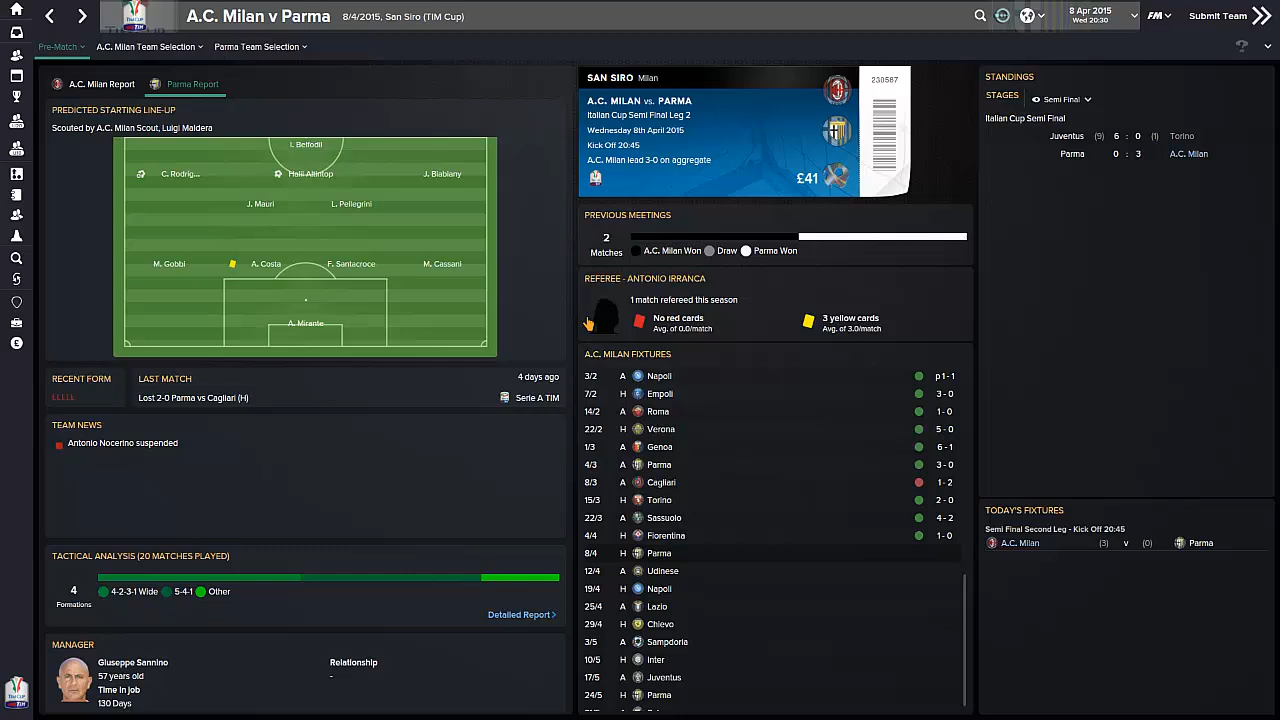 A.C. Milan v Parma
8/4/2015, San Siro (TIM Cup)
8 Apr 2015
Wed 20:30
FM
Submit Team
Pre-Match
A.C. Milan Team Selection
Parma Team Selection
A.C. Milan Report
Parma Report
PREDICTED STARTING LINE-UP
I. Belfodil
C. Rodrig...
Halil Altintop
J. Biabiany
J. Mauri
L. Pellegrini
M. Gobbi
A. Costa
F. Santacroce
M. Cassani
A. Mirante
RECENT FORM
LLLLL
LAST MATCH
4 days ago
Lost 2-0 Parma vs Cagliari (H)
Serie A TIM
TEAM NEWS
Antonio Nocerino suspended
TACTICAL ANALYSIS (20 MATCHES PLAYED)
4
Formations
4-2-3-1 Wide
5-4-1
Other
Detailed Report >
MANAGER
Giuseppe Sannino
57 years old
Time in job
130 Days
Relationship
-
SAN SIRO Milan
A.C. MILAN vs. PARMA
Italian Cup Semi Final Leg 2
Wednesday 8th April 2015
Kick Off 20:45
A.C. Milan lead 3-0 on aggregate
£41
230587
PREVIOUS MEETINGS
2
Matches
A.C. Milan Won
Draw
Parma Won
REFEREE - ANTONIO IRRANCA
1 match refereed this season
No red cards
Avg. of 0.0/match
3 yellow cards
Avg. of 3.0/match
A.C. MILAN FIXTURES
3/2 A Napoli p1-1
7/2 H Empoli 3-0
14/2 A Roma 1-0
22/2 H Verona 5-0
1/3 A Genoa 6-1
4/3 A Parma 3-0
8/3 A Cagliari 1-2
15/3 H Torino 2-0
22/3 A Sassuolo 4-2
4/4 H Fiorentina 1-0
8/4 H Parma
12/4 A Udinese
19/4 H Napoli
25/4 A Lazio
29/4 H Chievo
3/5 A Sampdoria
10/5 H Inter
17/5 A Juventus
24/5 H Parma
STANDINGS
STAGES
Semi Final
Italian Cup Semi Final
Juventus (9) 6 : 0 (1) Torino
Parma 0 : 3 A.C. Milan
TODAY'S FIXTURES
Semi Final Second Leg - Kick Off 20:45
A.C. Milan (3) v (0) Parma